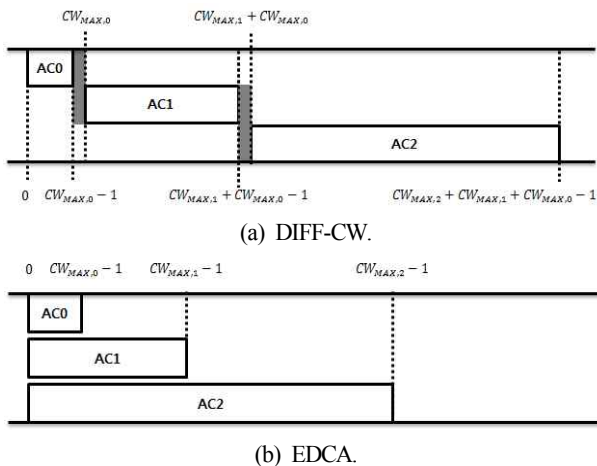 CW_{MAX,0} CW_{MAX,1} + CW_{MAX,0}
AC0
AC1
AC2
0 CW_{MAX,0} − 1 CW_{MAX,1} + CW_{MAX,0} − 1 CW_{MAX,2} + CW_{MAX,1} + CW_{MAX,0} − 1
(a) DIFF-CW.
0 CW_{MAX,0} − 1 CW_{MAX,1} − 1 CW_{MAX,2} − 1
AC0
AC1
AC2
(b) EDCA.